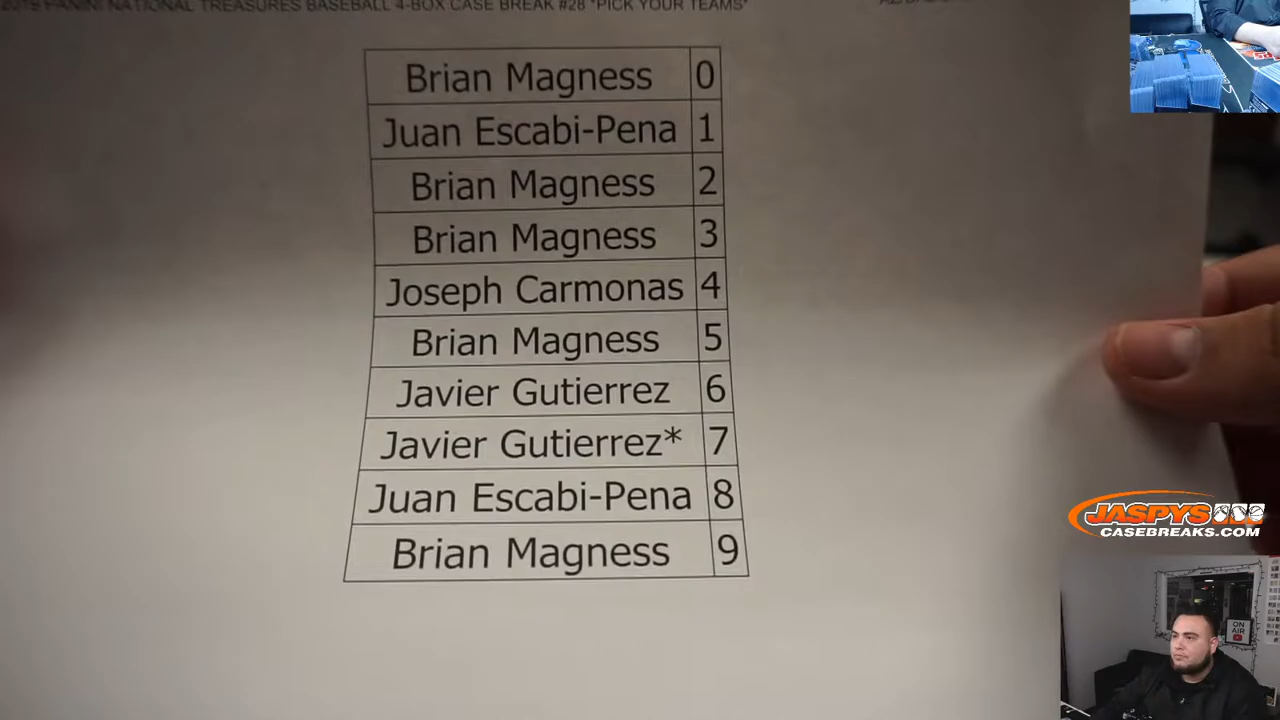 2019 PANINI NATIONAL TREASURES BASEBALL 4-BOX CASE BREAK #28 *PICK YOUR TEAMS*
Brian Magness 0
Juan Escabi-Pena 1
Brian Magness 2
Brian Magness 3
Joseph Carmonas 4
Brian Magness 5
Javier Gutierrez 6
Javier Gutierrez* 7
Juan Escabi-Pena 8
Brian Magness 9
JASPYS
CASEBREAKS.COM
ON
AIR